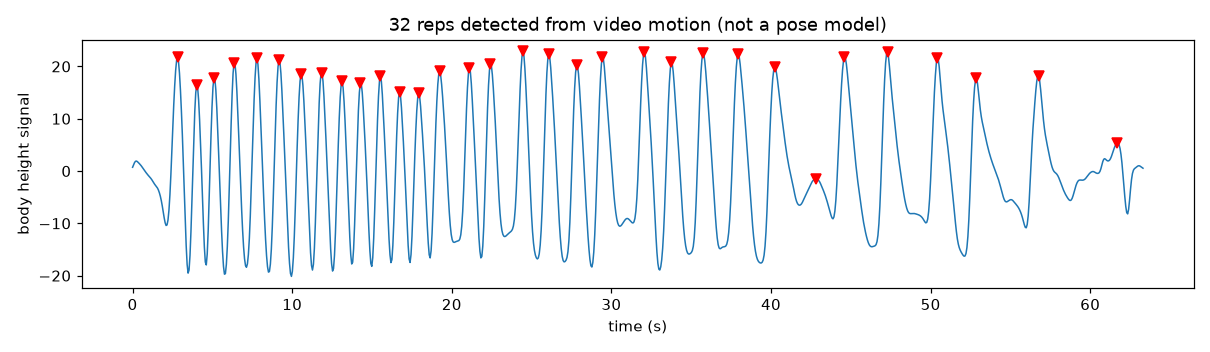 32 reps detected from video motion (not a pose model)
body height signal
20
10
0
−10
−20
0 10 20 30 40 50 60
time (s)